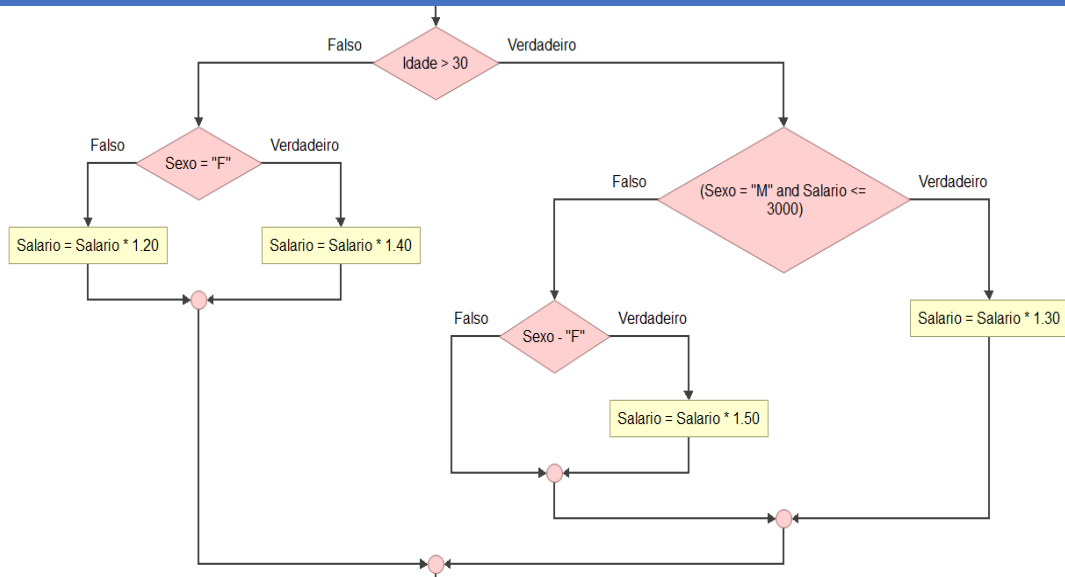 Falso
Verdadeiro
Idade > 30
Falso
Verdadeiro
Sexo = "F"
Salario = Salario * 1.20
Salario = Salario * 1.40
Falso
Verdadeiro
(Sexo = "M" and Salario <=
3000)
Falso
Verdadeiro
Sexo - "F"
Salario = Salario * 1.50
Salario = Salario * 1.30